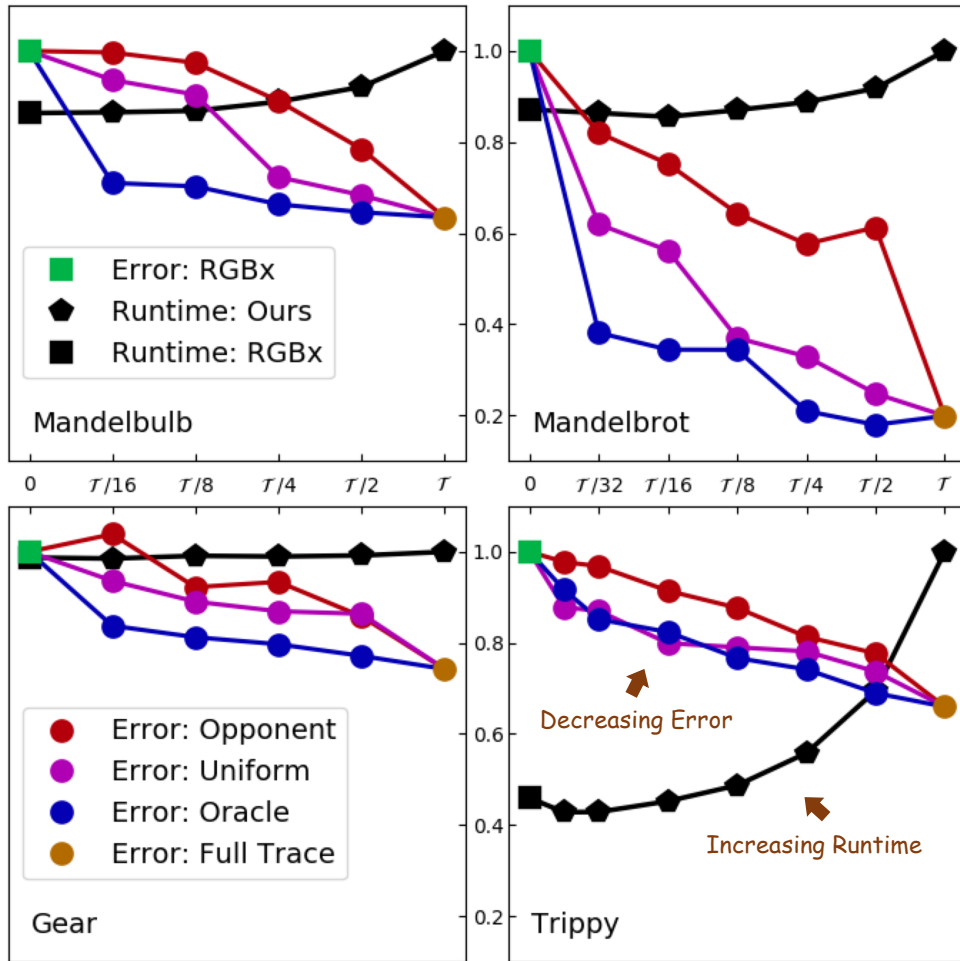 1.0
0.8
0.6
0.4
0.2
Error: RGBx
Runtime: Ours
Runtime: RGBx
Mandelbulb
Mandelbrot
0 𝒯/16 𝒯/8 𝒯/4 𝒯/2 𝒯
0 𝒯/32 𝒯/16 𝒯/8 𝒯/4 𝒯/2 𝒯
1.0
0.8
0.6
0.4
0.2
Error: Opponent
Error: Uniform
Error: Oracle
Error: Full Trace
Gear
Decreasing Error
Increasing Runtime
Trippy